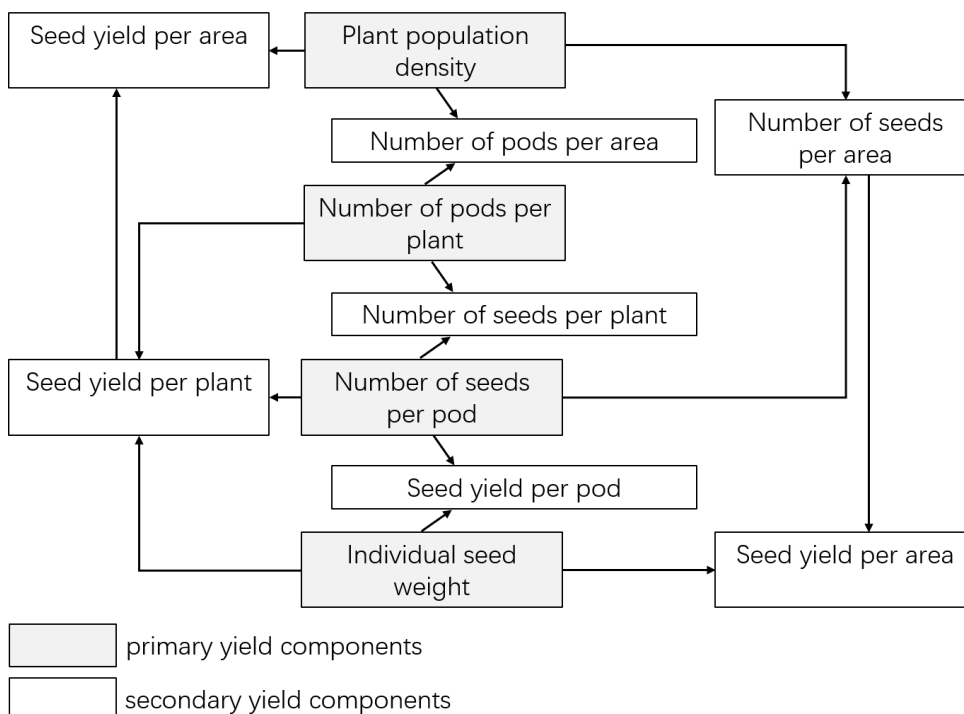 Seed yield per area
Plant population
density
Number of seeds
per area
Number of pods per area
Number of pods per
plant
Number of seeds per plant
Seed yield per plant
Number of seeds
per pod
Seed yield per pod
Individual seed
weight
Seed yield per area
primary yield components
secondary yield components